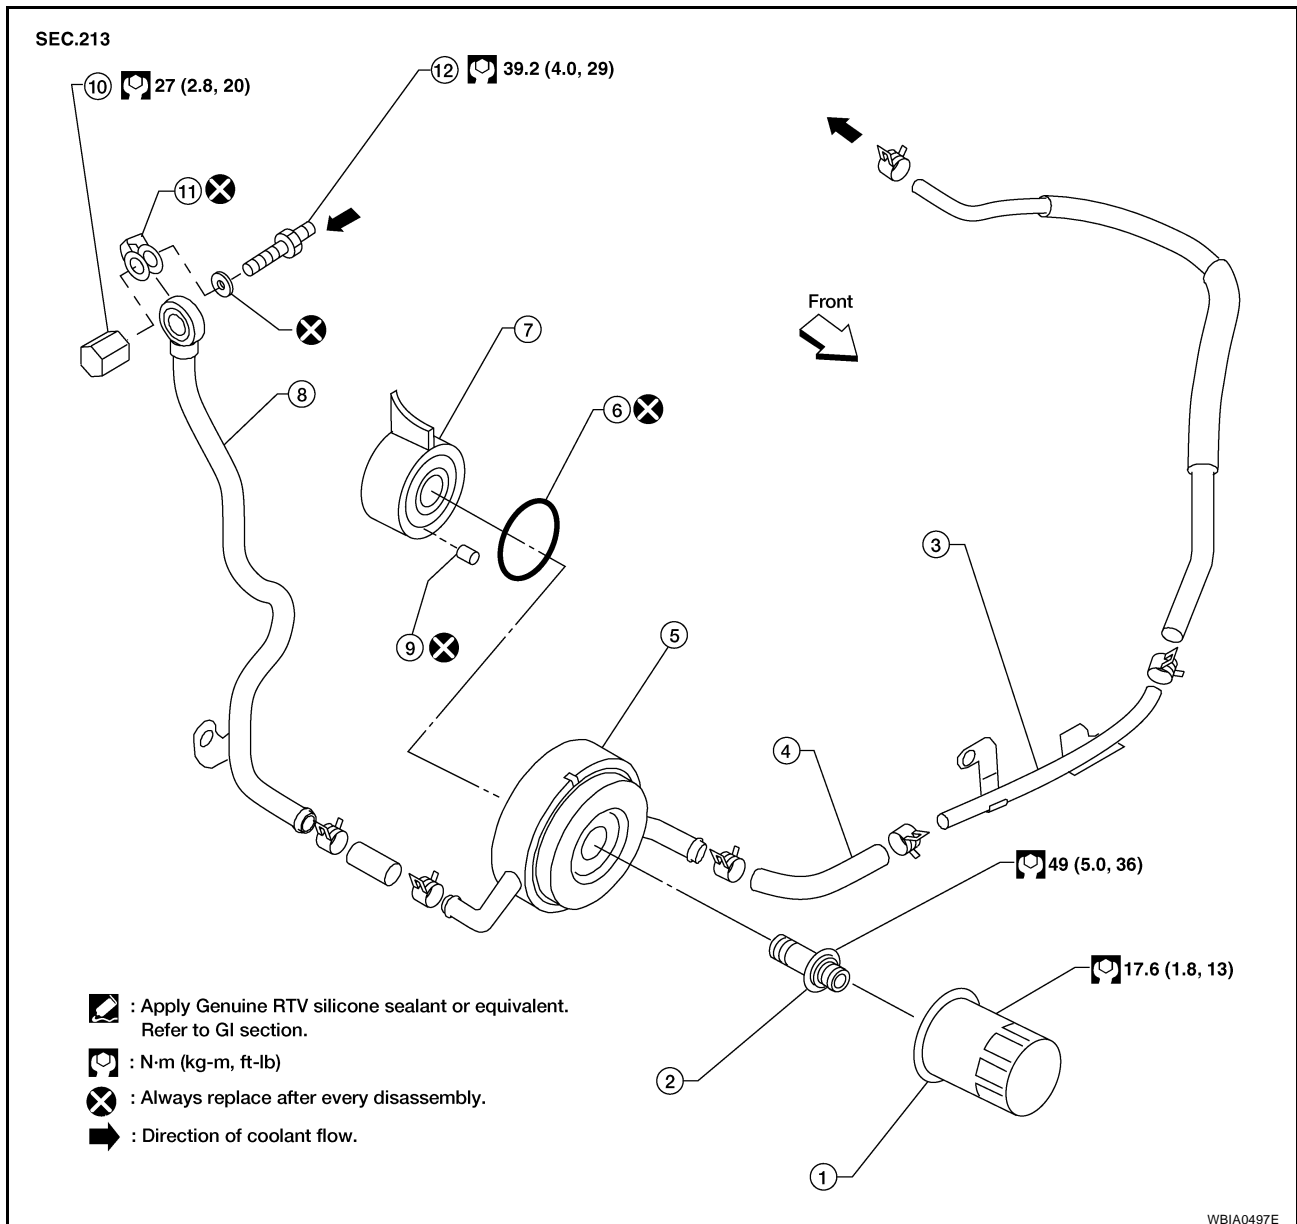 SEC.213
10 27 (2.8, 20)
12 39.2 (4.0, 29)
11
Front
7
8
6
3
9
5
4
49 (5.0, 36)
17.6 (1.8, 13)
2
1
: Apply Genuine RTV silicone sealant or equivalent.
Refer to GI section.
: N·m (kg-m, ft-lb)
: Always replace after every disassembly.
: Direction of coolant flow.
WBIA0497E